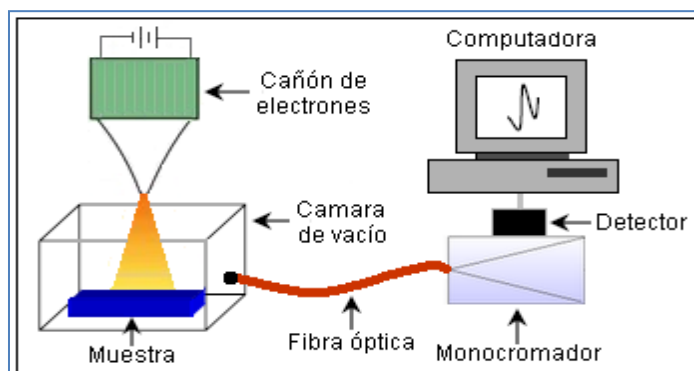 Computadora
Cañón de
electrones
Camara
de vacío
Detector
Muestra
Fibra óptica
Monocromador